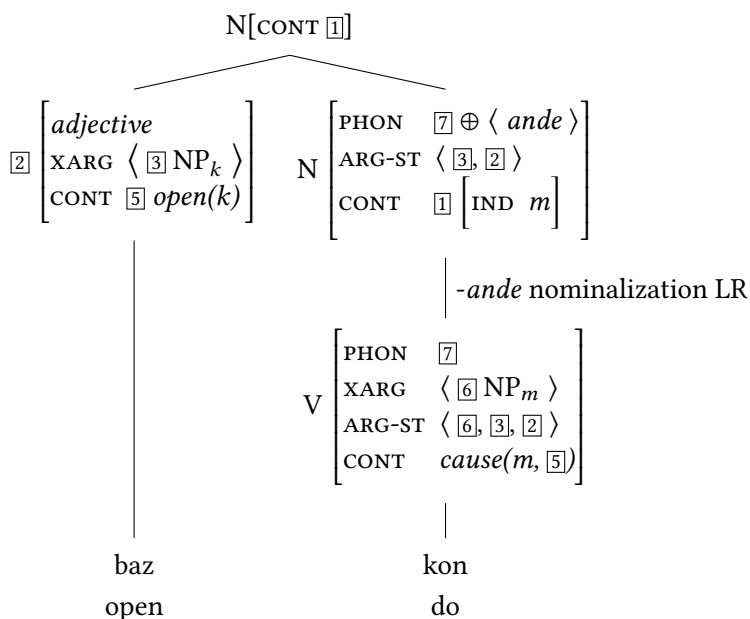 N[CONT 1]
2 [adjective
XARG ⟨ 3 NPk ⟩
CONT 5 open(k)]
N [PHON 7 ⊕ ⟨ ande ⟩
ARG-ST ⟨ 3, 2 ⟩
CONT 1 [IND m]]
-ande nominalization LR
V [PHON 7
XARG ⟨ 6 NPm ⟩
ARG-ST ⟨ 6, 3, 2 ⟩
CONT cause(m, 5)]
baz kon
open do